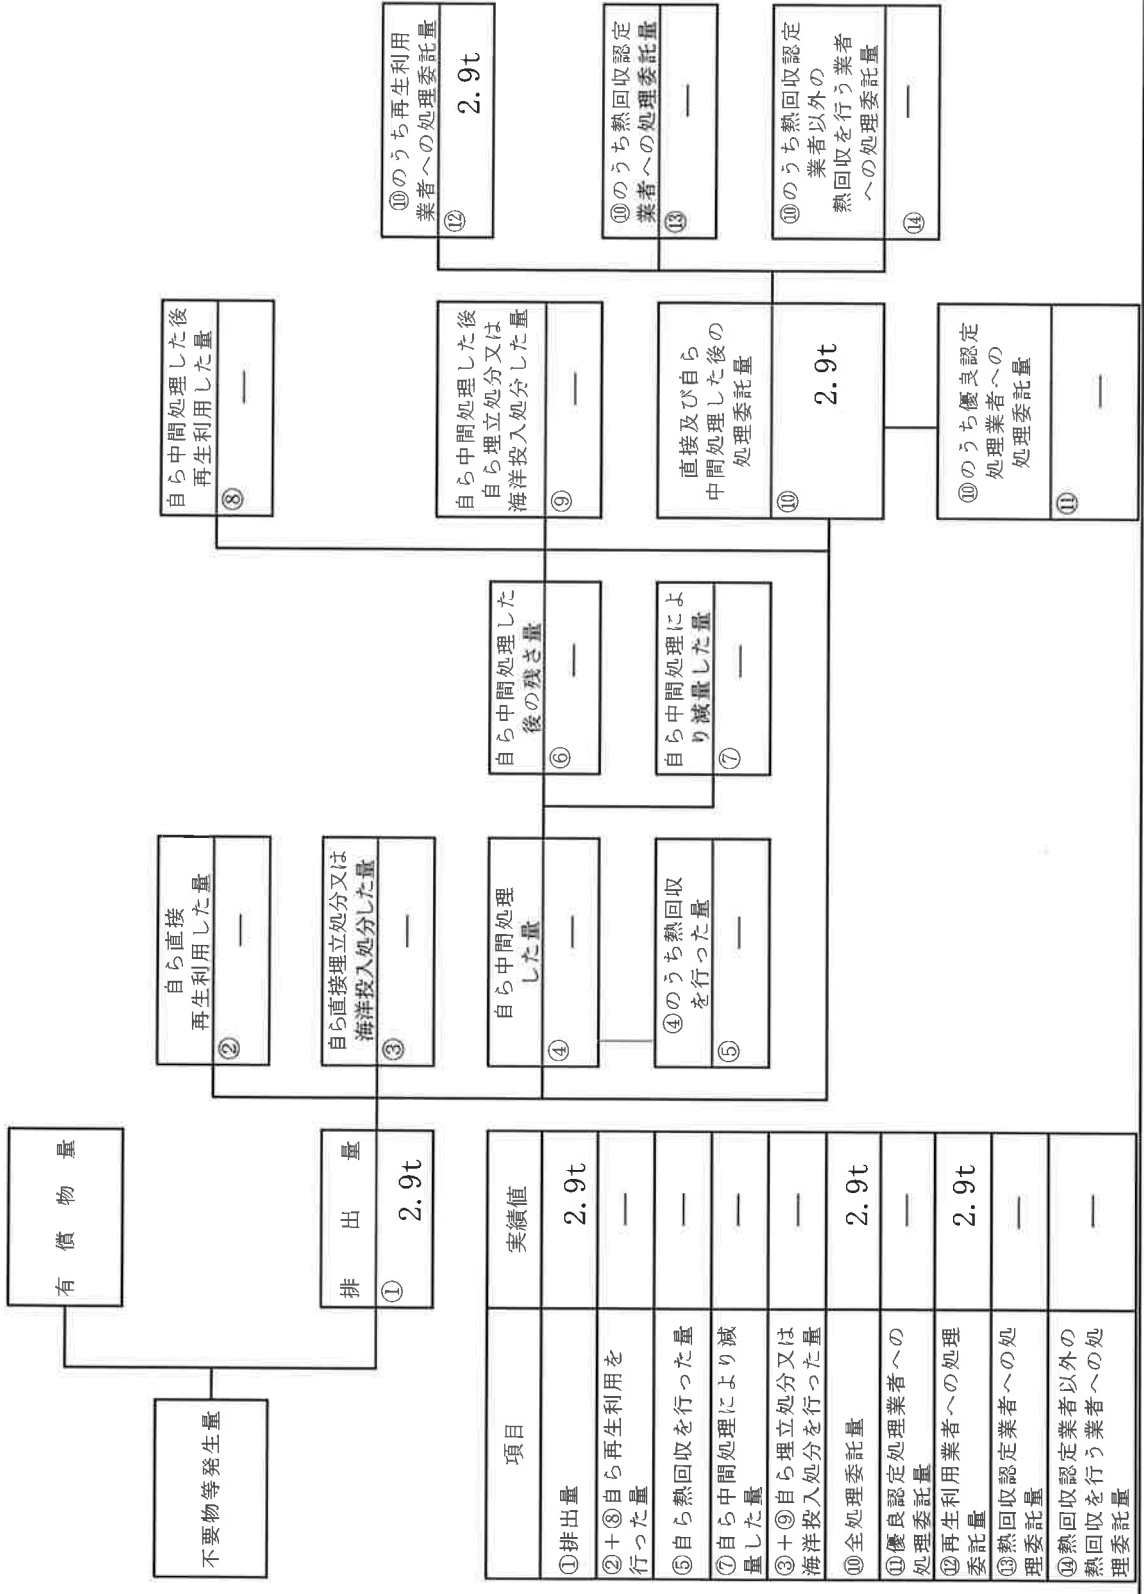 不要物等発生量
有償物量
排出量
① 2.9t
自ら直接
再生利用した量
② ―
自ら直接埋立処分又は
海洋投入処分した量
③ ―
自ら中間処理
した量
④ ―
④のうち熱回収
を行った量
⑤ ―
自ら中間処理した
後の残さ量
⑥ ―
自ら中間処理によ
り減量した量
⑦ ―
自ら中間処理した後
再生利用した量
⑧ ―
自ら中間処理した後
自ら埋立処分又は
海洋投入処分した量
⑨ ―
直接及び自ら
中間処理した後の
処理委託量
⑩ 2.9t
⑩のうち優良認定
処理業者への
処理委託量
⑪ ―
⑩のうち再生利用
業者への処理委託量
⑫ 2.9t
⑩のうち熱回収認定
業者への処理委託量
⑬ ―
⑩のうち熱回収認定
業者以外の
熱回収を行う業者
への処理委託量
⑭ ―
項目 実績値
①排出量 2.9t
②+⑧自ら再生利用を
行った量 ―
⑤自ら熱回収を行った量 ―
⑦自ら中間処理により減
量した量 ―
③+⑨自ら埋立処分又は
海洋投入処分を行った量 ―
⑩全処理委託量 2.9t
⑪優良認定処理業者への
処理委託量 ―
⑫再生利用業者への処理
委託量 2.9t
⑬熱回収認定業者への処
理委託量 ―
⑭熱回収認定業者以外の
熱回収を行う業者への処
理委託量 ―